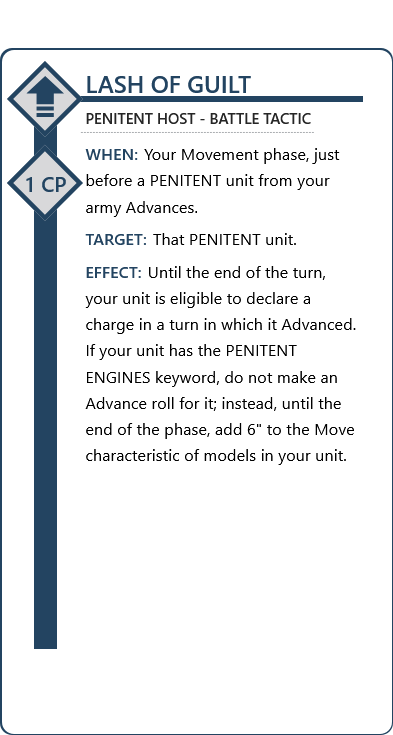 LASH OF GUILT
PENITENT HOST - BATTLE TACTIC
WHEN: Your Movement phase, just
before a PENITENT unit from your
army Advances.
1 CP
TARGET: That PENITENT unit.
EFFECT: Until the end of the turn,
your unit is eligible to declare a
charge in a turn in which it Advanced.
If your unit has the PENITENT
ENGINES keyword, do not make an
Advance roll for it; instead, until the
end of the phase, add 6" to the Move
characteristic of models in your unit.